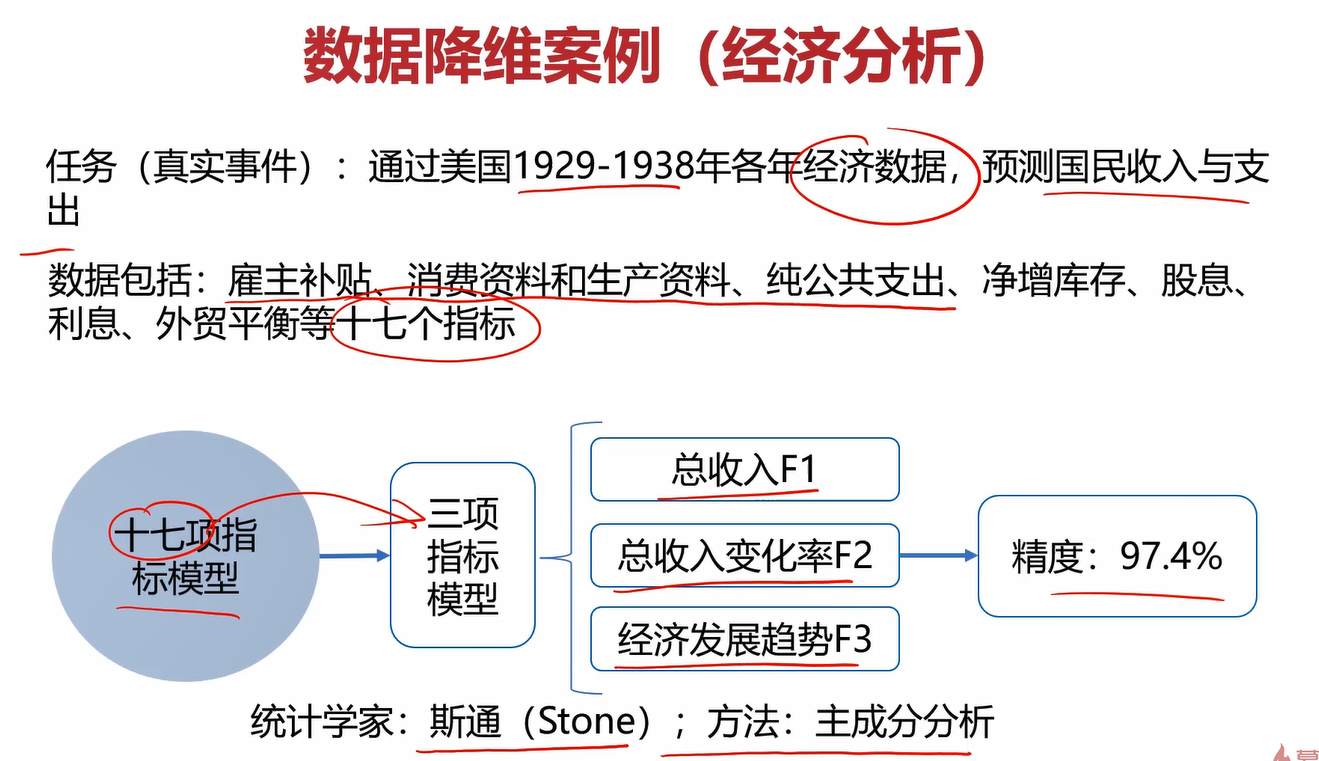 数据降维案例（经济分析）
任务（真实事件）：通过美国1929-1938年各年经济数据，预测国民收入与支
出
数据包括：雇主补贴、消费资料和生产资料、纯公共支出、净增库存、股息、
利息、外贸平衡等十七个指标
十七项指
标模型
三项
指标
模型
总收入F1
总收入变化率F2
经济发展趋势F3
精度：97.4%
统计学家：斯通（Stone）；方法：主成分分析